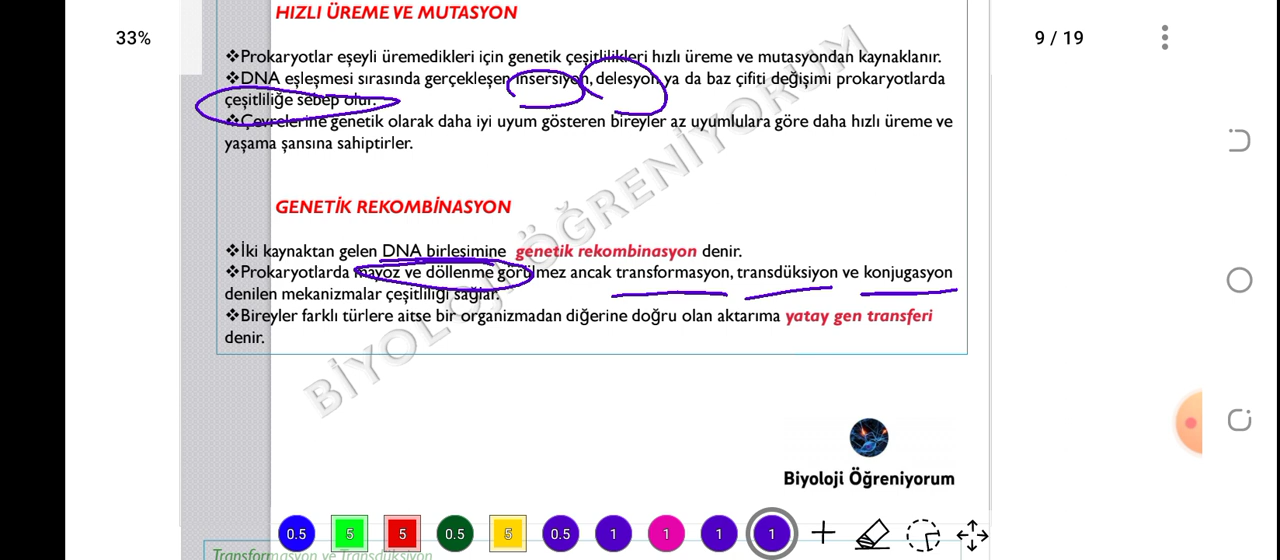 HIZLI ÜREME VE MUTASYON
33%
9 / 19
❖Prokaryotlar eşeyli üremedikleri için genetik çeşitlilikleri hızlı üreme ve mutasyondan kaynaklanır.
❖DNA eşleşmesi sırasında gerçekleşen insersiyon, delesyon ya da baz çifiti değişimi prokaryotlarda
çeşitliliğe sebep olur.
❖Çevrelerine genetik olarak daha iyi uyum gösteren bireyler az uyumlulara göre daha hızlı üreme ve
yaşama şansına sahiptirler.
GENETİK REKOMBİNASYON
❖İki kaynaktan gelen DNA birleşimine genetik rekombinasyon denir.
❖Prokaryotlarda mayoz ve döllenme görülmez ancak transformasyon, transdüksiyon ve konjugasyon
denilen mekanizmalar çeşitliliği sağlar.
❖Bireyler farklı türlere aitse bir organizmadan diğerine doğru olan aktarıma yatay gen transferi
denir.
BİYOLOJİ ÖĞRENİYORUM
Biyoloji Öğreniyorum
0.5 5 5 0.5 5 0.5 1 1 1 1
Transformasyon ve Transdüksiyon